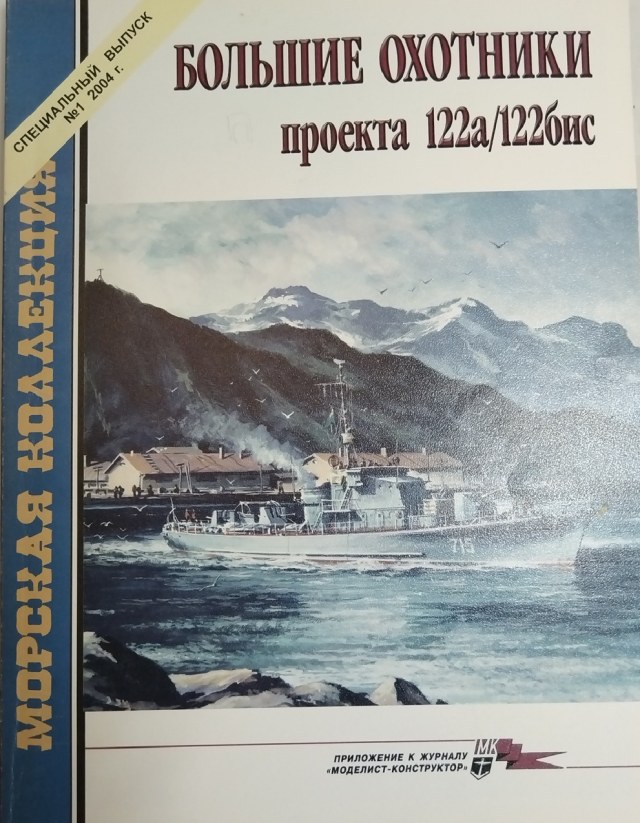 СПЕЦИАЛЬНЫЙ ВЫПУСК
№1 2004 г.
БОЛЬШИЕ ОХОТНИКИ
проекта 122а/122бис
МОРСКАЯ КОЛЛЕКЦИЯ
715
ПРИЛОЖЕНИЕ К ЖУРНАЛУ
«МОДЕЛИСТ-КОНСТРУКТОР»
МК